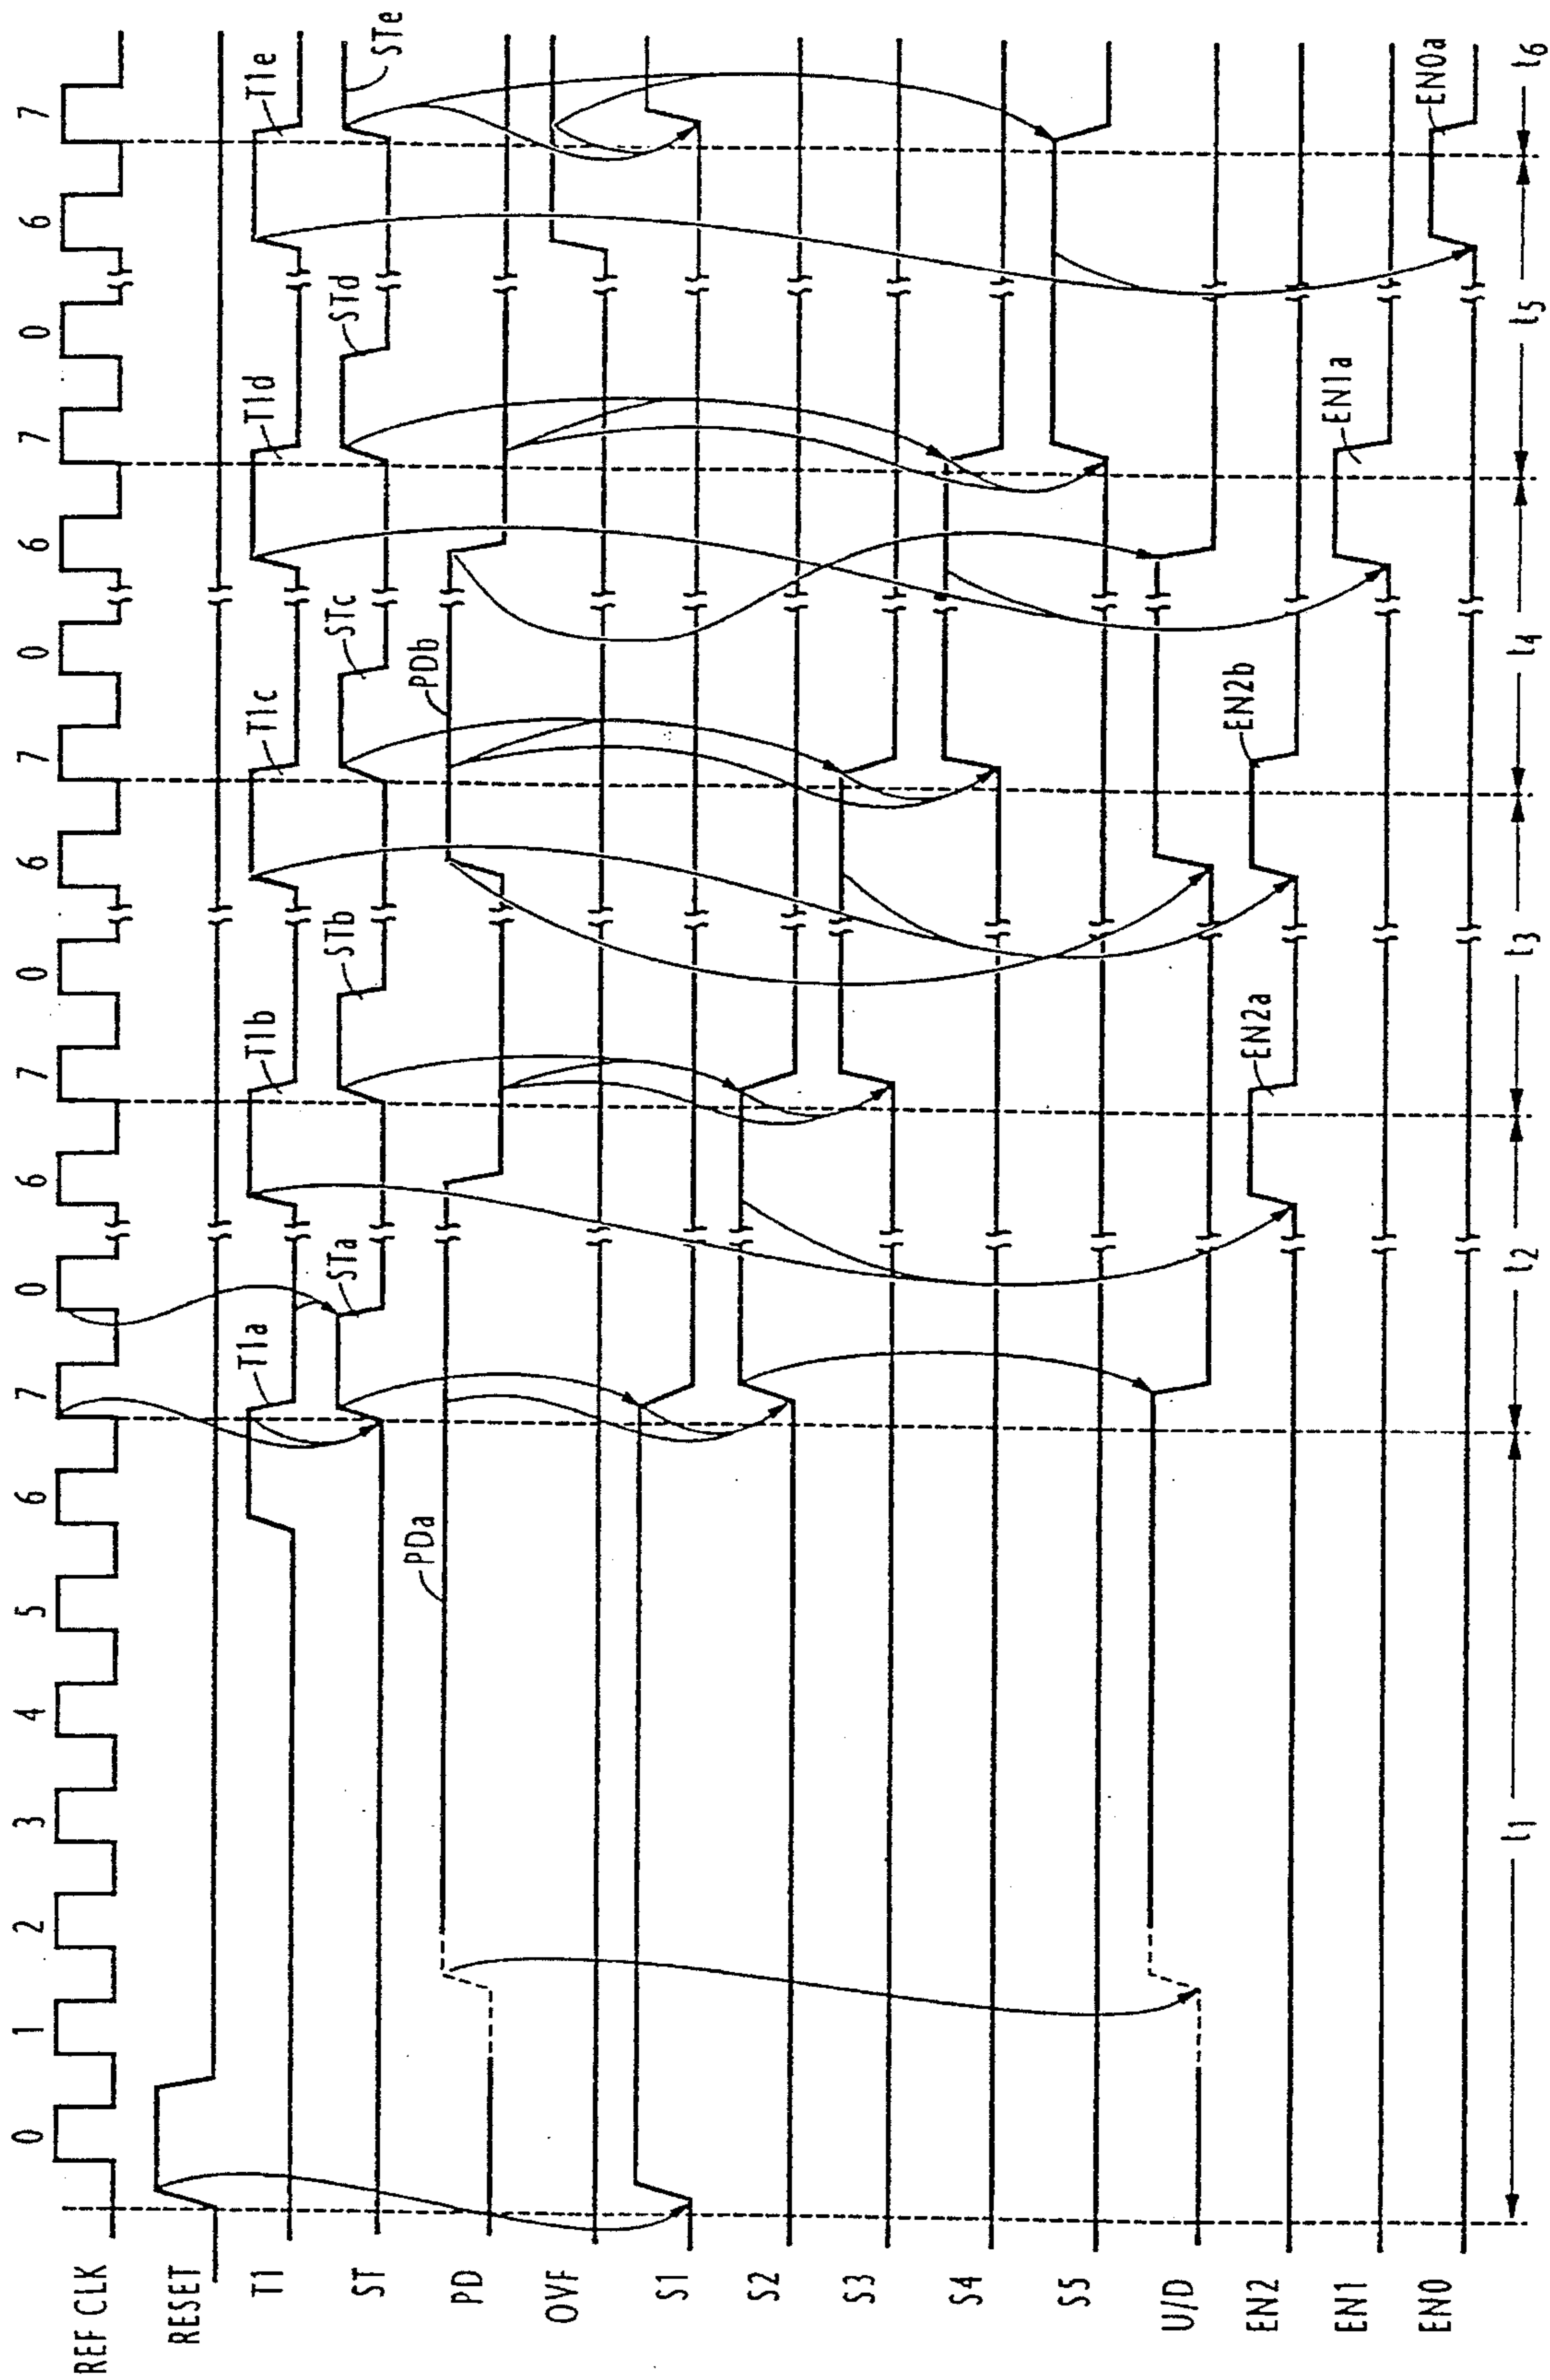 REF CLK 0 1 2 3 4 5 6 7 0 6 7 0 6 7 0 6 7 0 6 7
RESET
T1 T1a T1b T1c T1d T1e
ST STa STb STc STd STe
PD PDa PDb
OVF
S1
S2
S3
S4
S5
U/D
EN2 EN2a EN2b
EN1 EN1a
EN0 EN0a
t1 t2 t3 t4 t5 t6